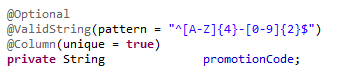 @Optional
@ValidString(pattern = "^[A-Z]{4}-[0-9]{2}$")
@Column(unique = true)
private String promotionCode;